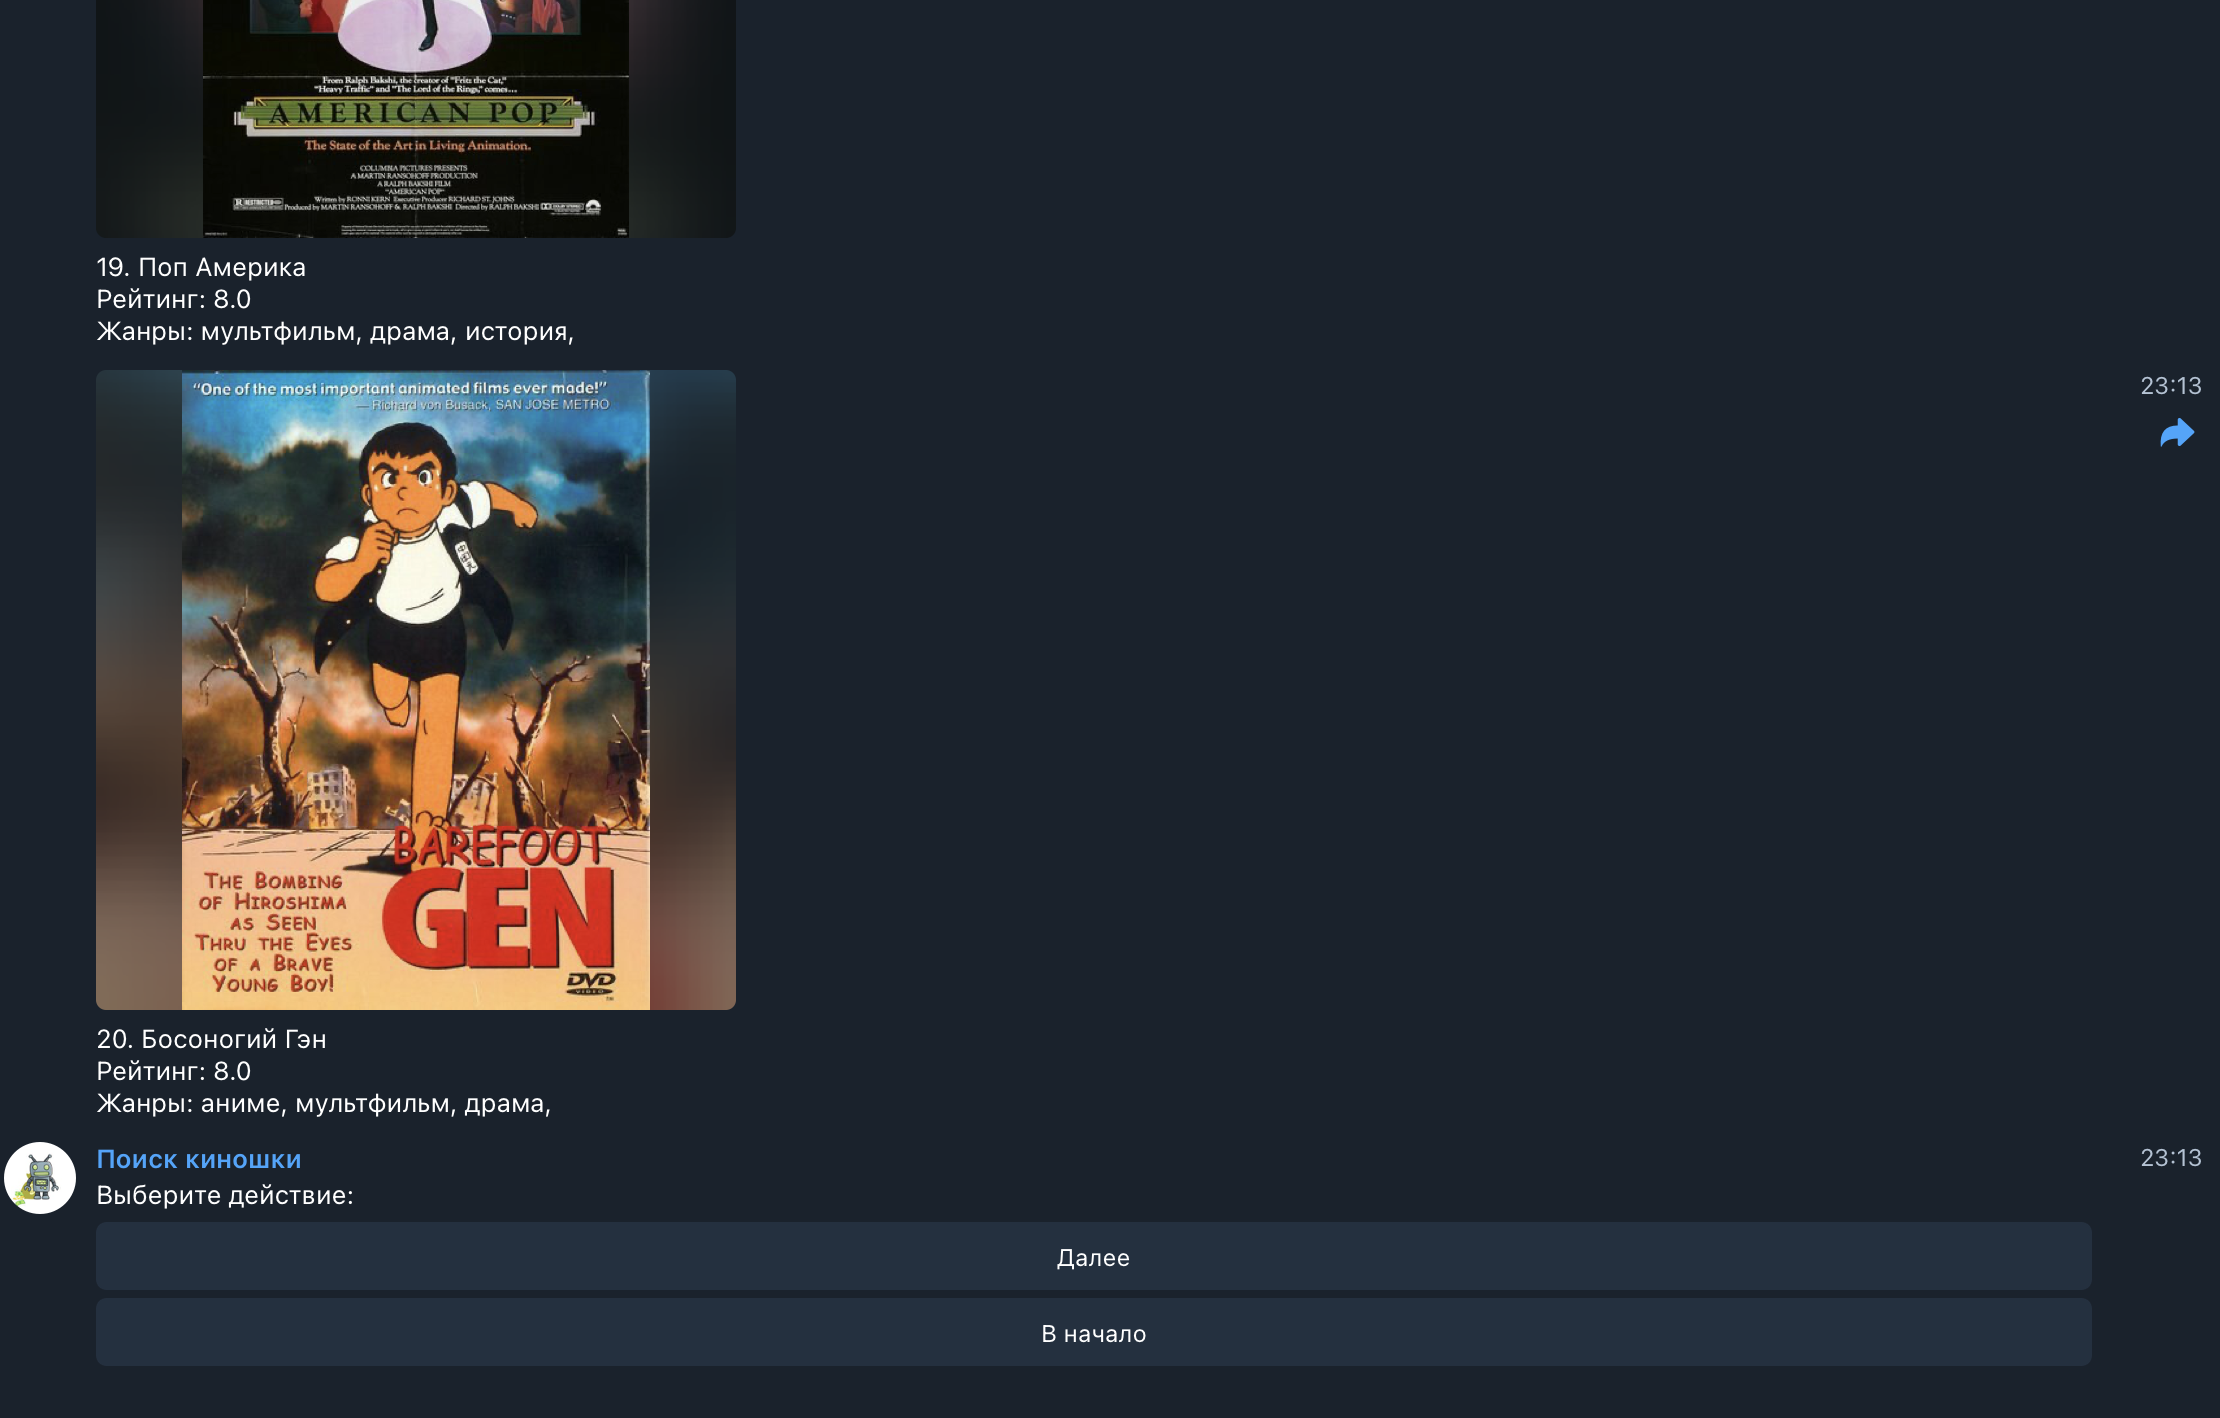 From Ralph Bakshi, the creator of "Fritz the Cat,"
"Heavy Traffic" and "The Lord of the Rings," comes...
AMERICAN POP
The State of the Art in Living Animation.
COLUMBIA PICTURES PRESENTS
A MARTIN RANSOHOFF PRODUCTION
A RALPH BAKSHI FILM
"AMERICAN POP"
Written by RONNI KERN Executive Producer RICHARD ST. JOHNS
R RESTRICTED Produced by MARTIN RANSOHOFF & RALPH BAKSHI Directed by RALPH BAKSHI
19. Поп Америка
Рейтинг: 8.0
Жанры: мультфильм, драма, история,
23:13
“One of the most important animated films ever made!”
— Richard von Busack, SAN JOSE METRO
BAREFOOT
GEN
THE BOMBING
OF HIROSHIMA
AS SEEN
THRU THE EYES
OF A BRAVE
YOUNG BOY!
DVD
VIDEO
TM
20. Босоногий Гэн
Рейтинг: 8.0
Жанры: аниме, мультфильм, драма,
Поиск киношки
23:13
Выберите действие:
Далее
В начало